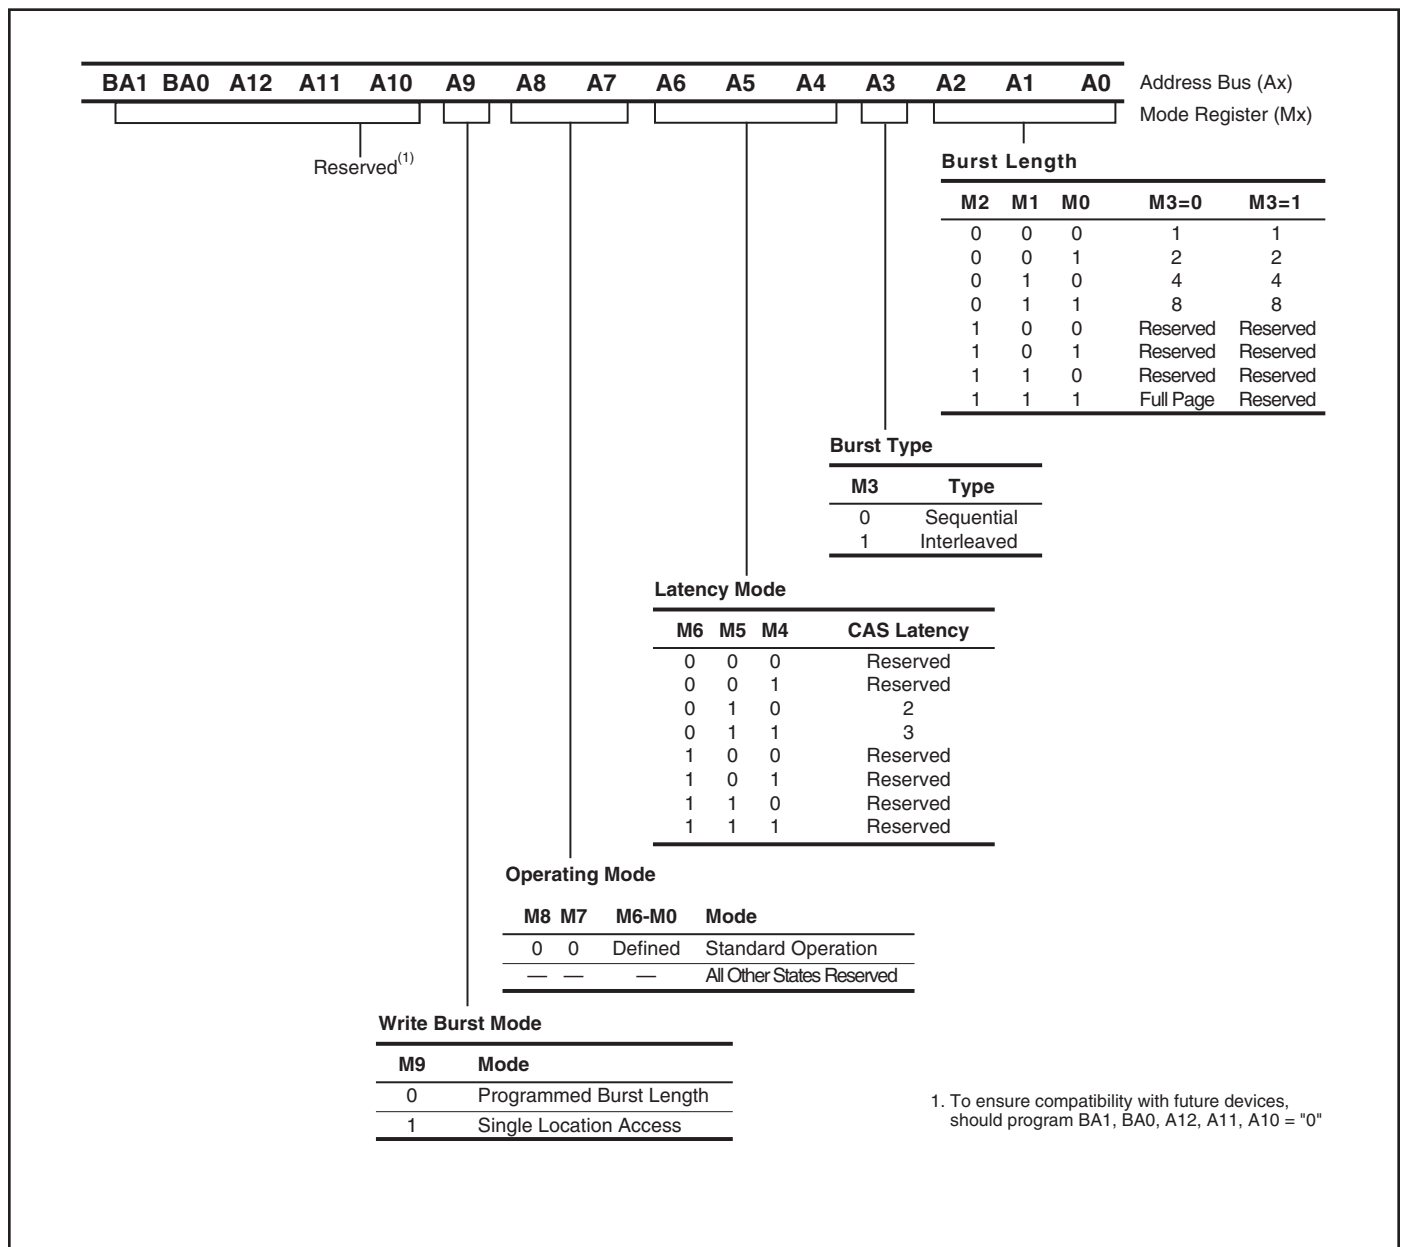 BA1 BA0 A12 A11 A10 A9 A8 A7 A6 A5 A4 A3 A2 A1 A0 Address Bus (Ax)
Mode Register (Mx)
Reserved(1)
Burst Length
M2 M1 M0 M3=0 M3=1
0 0 0 1 1
0 0 1 2 2
0 1 0 4 4
0 1 1 8 8
1 0 0 Reserved Reserved
1 0 1 Reserved Reserved
1 1 0 Reserved Reserved
1 1 1 Full Page Reserved
Burst Type
M3 Type
0 Sequential
1 Interleaved
Latency Mode
M6 M5 M4 CAS Latency
0 0 0 Reserved
0 0 1 Reserved
0 1 0 2
0 1 1 3
1 0 0 Reserved
1 0 1 Reserved
1 1 0 Reserved
1 1 1 Reserved
Operating Mode
M8 M7 M6-M0 Mode
0 0 Defined Standard Operation
— — — All Other States Reserved
Write Burst Mode
M9 Mode
0 Programmed Burst Length
1 Single Location Access
1. To ensure compatibility with future devices,
should program BA1, BA0, A12, A11, A10 = "0"